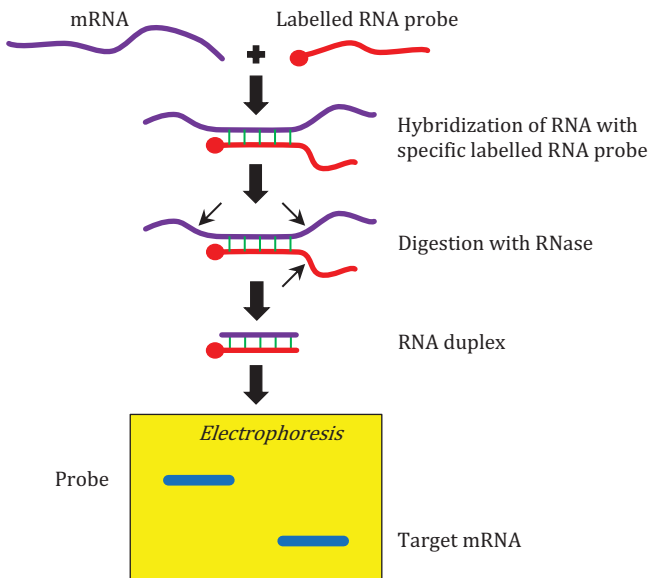 mRNA
Labelled RNA probe
Hybridization of RNA with
specific labelled RNA probe
Digestion with RNase
RNA duplex
Electrophoresis
Probe
Target mRNA